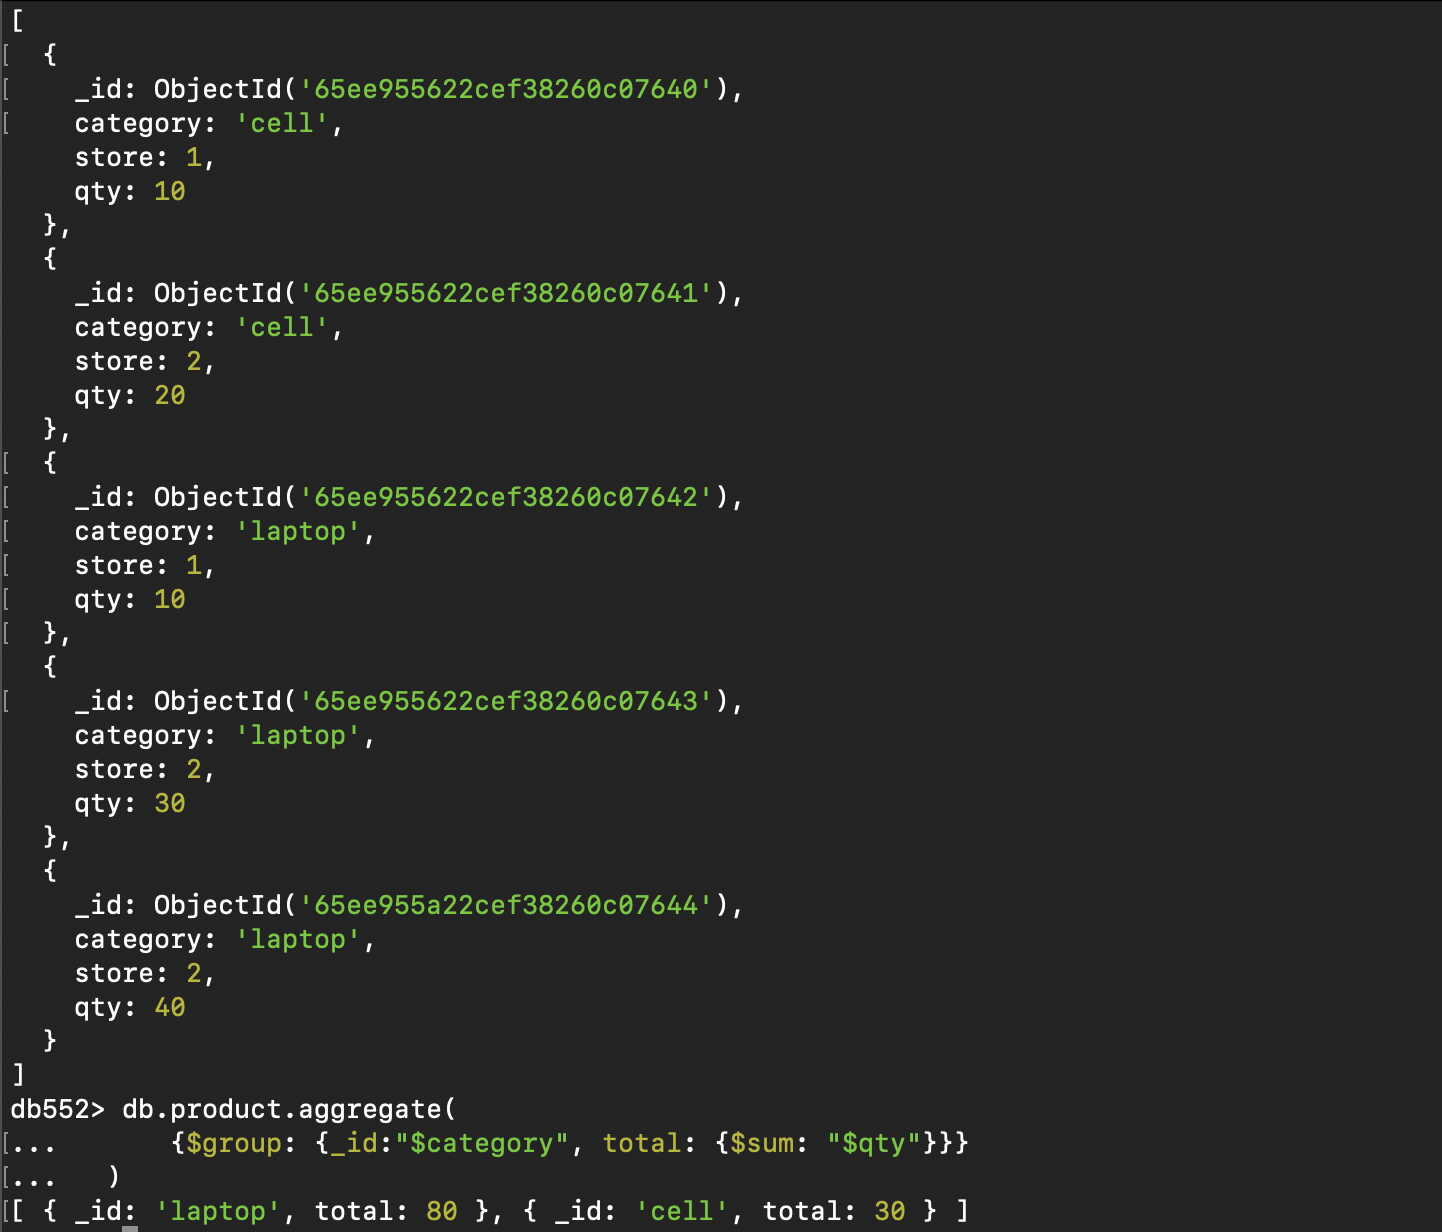 [
[  {
[    _id: ObjectId('65ee955622cef38260c07640'),
[    category: 'cell',
    store: 1,
    qty: 10
  },
  {
    _id: ObjectId('65ee955622cef38260c07641'),
    category: 'cell',
    store: 2,
    qty: 20
  },
[  {
[    _id: ObjectId('65ee955622cef38260c07642'),
[    category: 'laptop',
[    store: 1,
[    qty: 10
[  },
  {
[    _id: ObjectId('65ee955622cef38260c07643'),
    category: 'laptop',
    store: 2,
    qty: 30
  },
  {
    _id: ObjectId('65ee955a22cef38260c07644'),
    category: 'laptop',
    store: 2,
    qty: 40
  }
]
db552> db.product.aggregate(
[...       {$group: {_id:"$category", total: {$sum: "$qty"}}}
[...   )
[[ { _id: 'laptop', total: 80 }, { _id: 'cell', total: 30 } ]